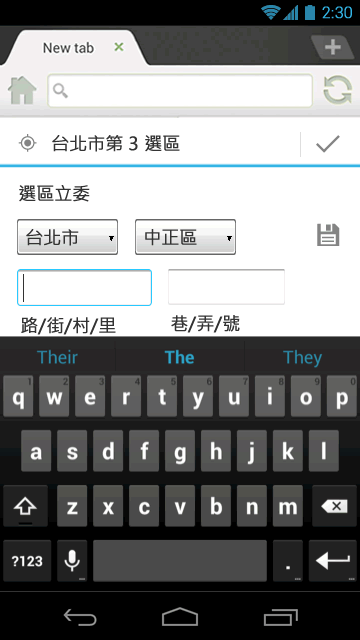 2:30
New tab
台北市第 3 選區
選區立委
台北市 中正區
路/街/村/里 巷/弄/號
Their The They
1 2 3 4 5 6 7 8 9 0
q w e r t y u i o p
a s d f g h j k l
z x c v b n m
?123 .